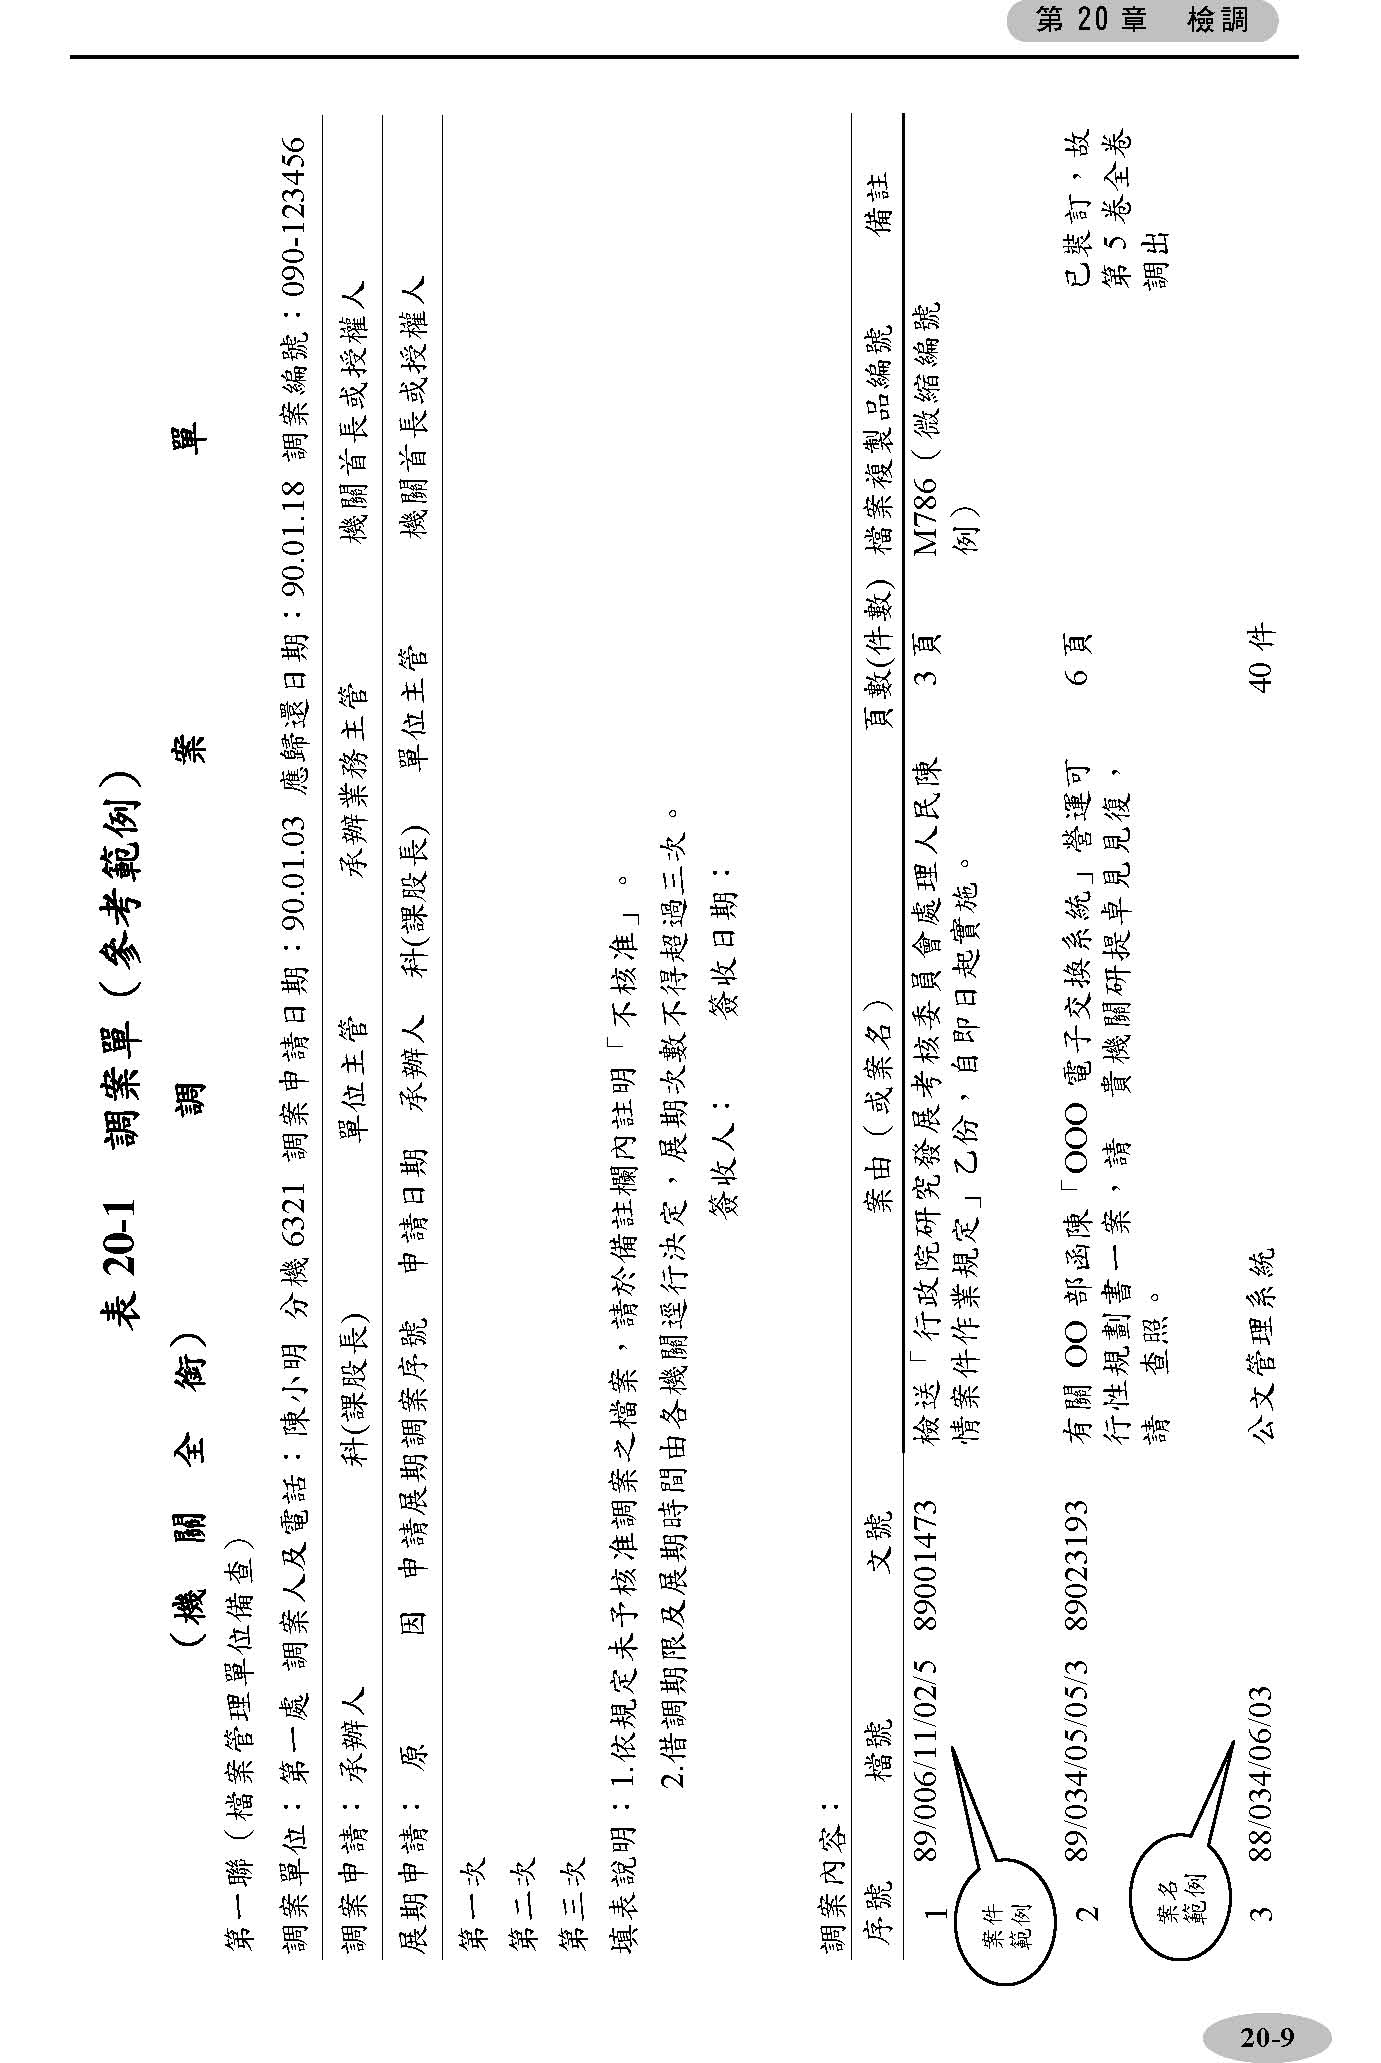 第 20 章　檢調
表 20-1　調案單（參考範例）
（機 關 全 銜）　調　案　單
第一聯（檔案管理單位備查）
調案單位：第一處 調案人及電話：陳小明 分機 6321 調案申請日期：90.01.03 應歸還日期：90.01.18 調案編號：090-123456
調案申請：承辦人　科(課股長)　單位主管　承辦業務主管　機關首長或授權人
展期申請：原　因　申請展期調案序號　申請日期　承辦人　科(課股長)　單位主管　機關首長或授權人
第一次
第二次
第三次
填表說明：1.依規定未予核准調案之檔案，請於備註欄內註明「不核准」。
2.借調期限及展期時間由各機關逕行決定，展期次數不得超過三次。
簽收人：　簽收日期：
調案內容：
序號　檔號　文號　案由（或案名）　頁數(件數)　檔案複製品編號　備註
1　89/006/11/02/5　89001473　檢送「行政院研究發展考核委員會處理人民陳　3 頁　M786（微縮編號
情案件作業規定」乙份，自即日起實施。　例）
案件
範例
2　89/034/05/05/3　89023193　有關 OO 部函陳「OOO 電子交換系統」營運可　6 頁　已裝訂，故
行性規劃書一案，請　貴機關研提卓見見復，　第 5 卷全卷
請　查照。　調出
案名
範例
3　88/034/06/03　公文管理系統　40 件
20-9